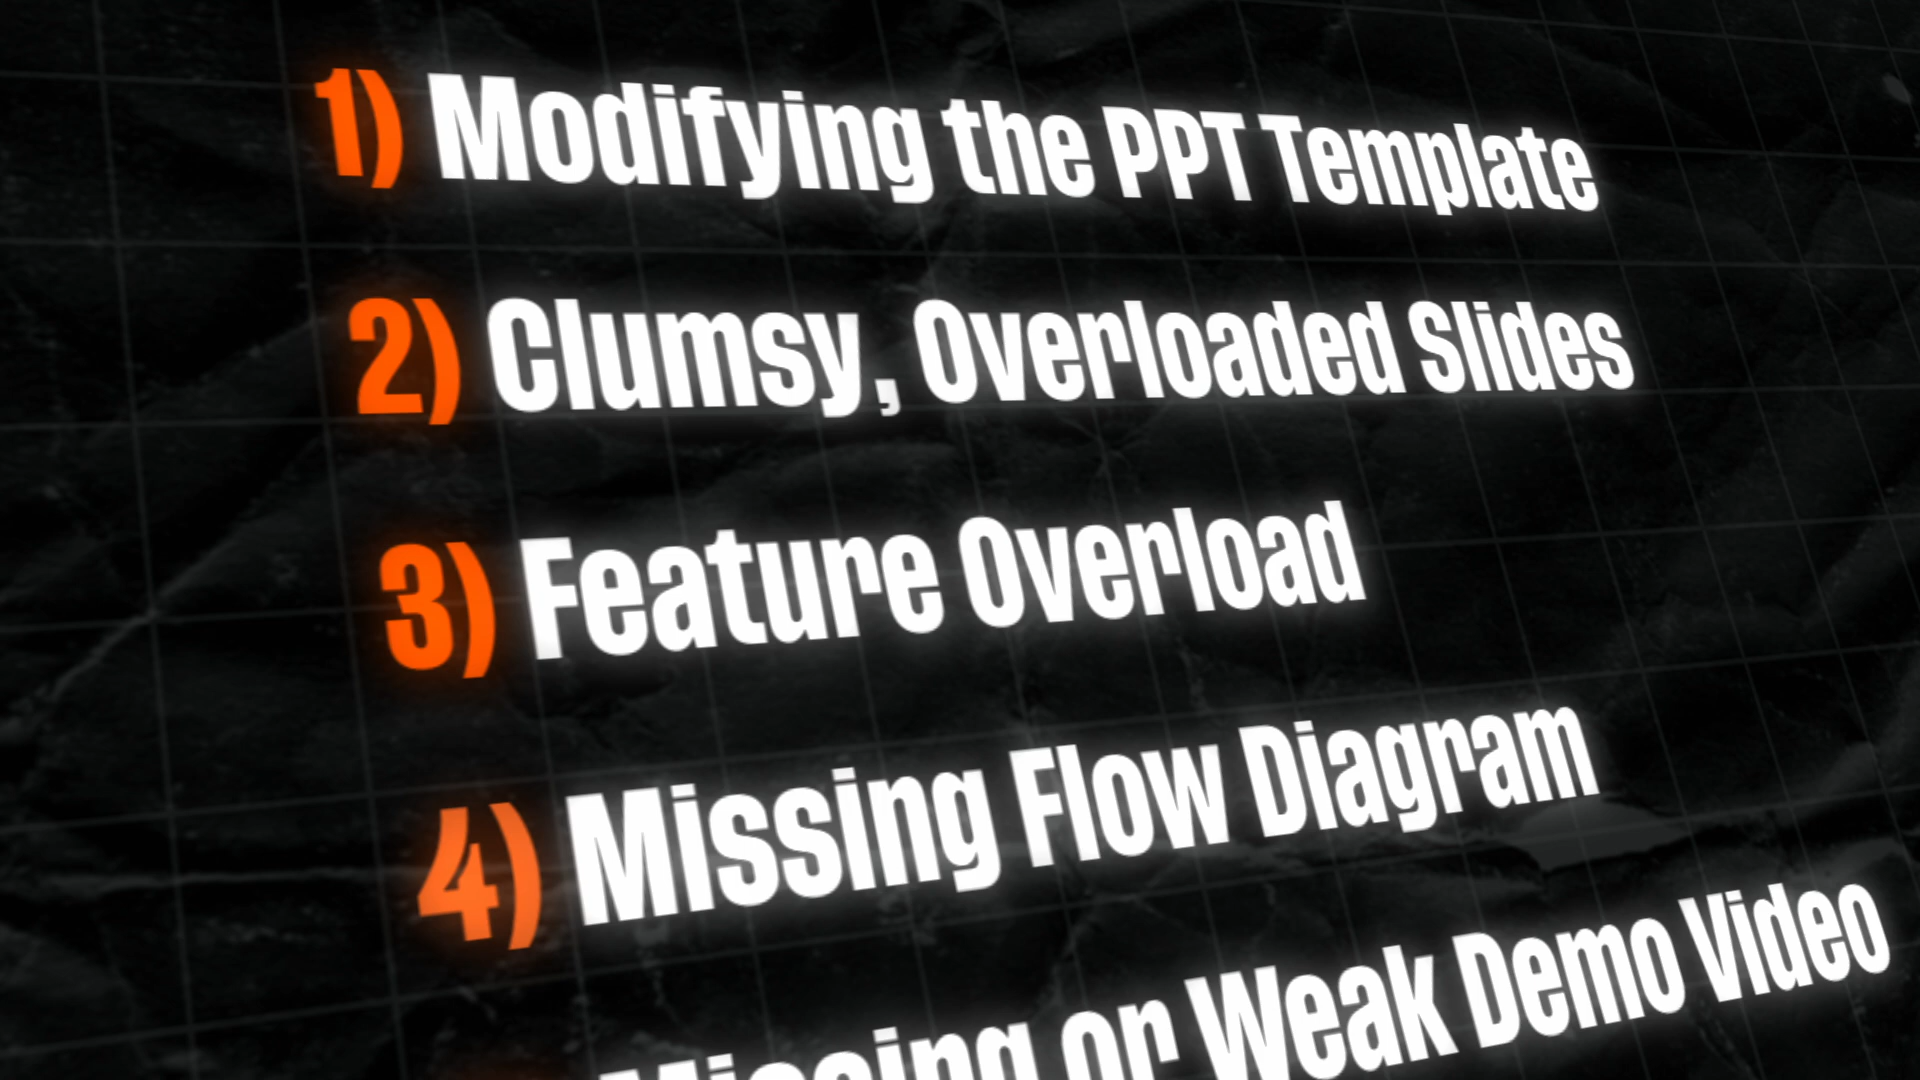 1) Modifying the PPT Template
2) Clumsy, Overloaded Slides
3) Feature Overload
4) Missing Flow Diagram
Missing or Weak Demo Video